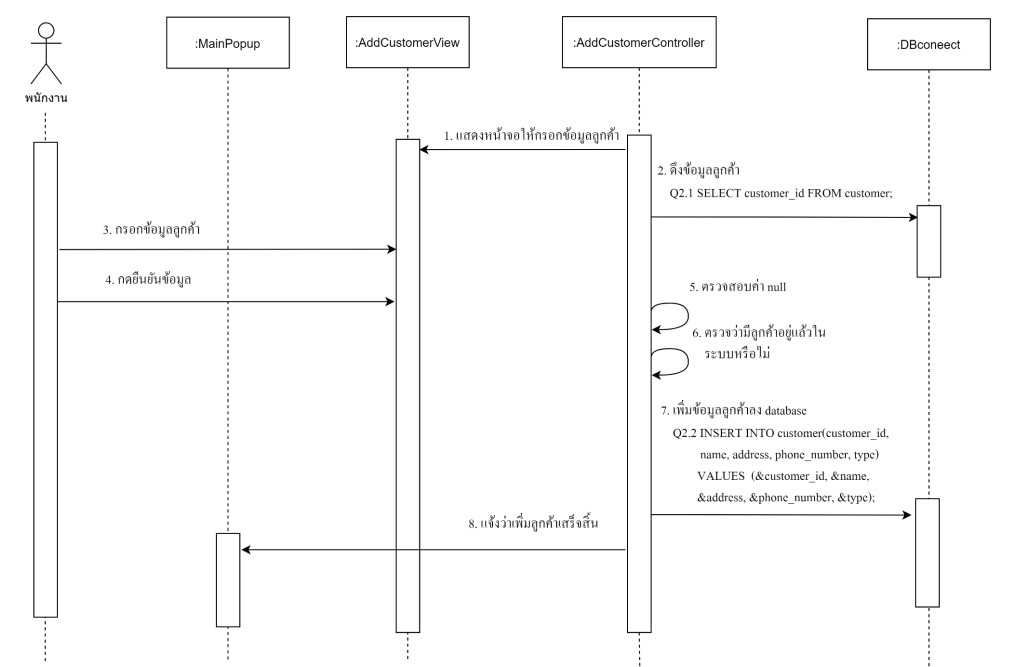 :MainPopup
:AddCustomerView
:AddCustomerController
:DBconeect
พนักงาน
1. แสดงหน้าจอให้กรอกข้อมูลลูกค้า
2. ดึงข้อมูลลูกค้า
Q2.1 SELECT customer_id FROM customer;
3. กรอกข้อมูลลูกค้า
4. กดยืนยันข้อมูล
5. ตรวจสอบค่า null
6. ตรวจว่ามีลูกค้าอยู่แล้วใน
ระบบหรือไม่
7. เพิ่มข้อมูลลูกค้าลง database
Q2.2 INSERT INTO customer(customer_id,
name, address, phone_number, type)
VALUES (&customer_id, &name,
&address, &phone_number, &type);
8. แจ้งว่าเพิ่มลูกค้าเสร็จสิ้น